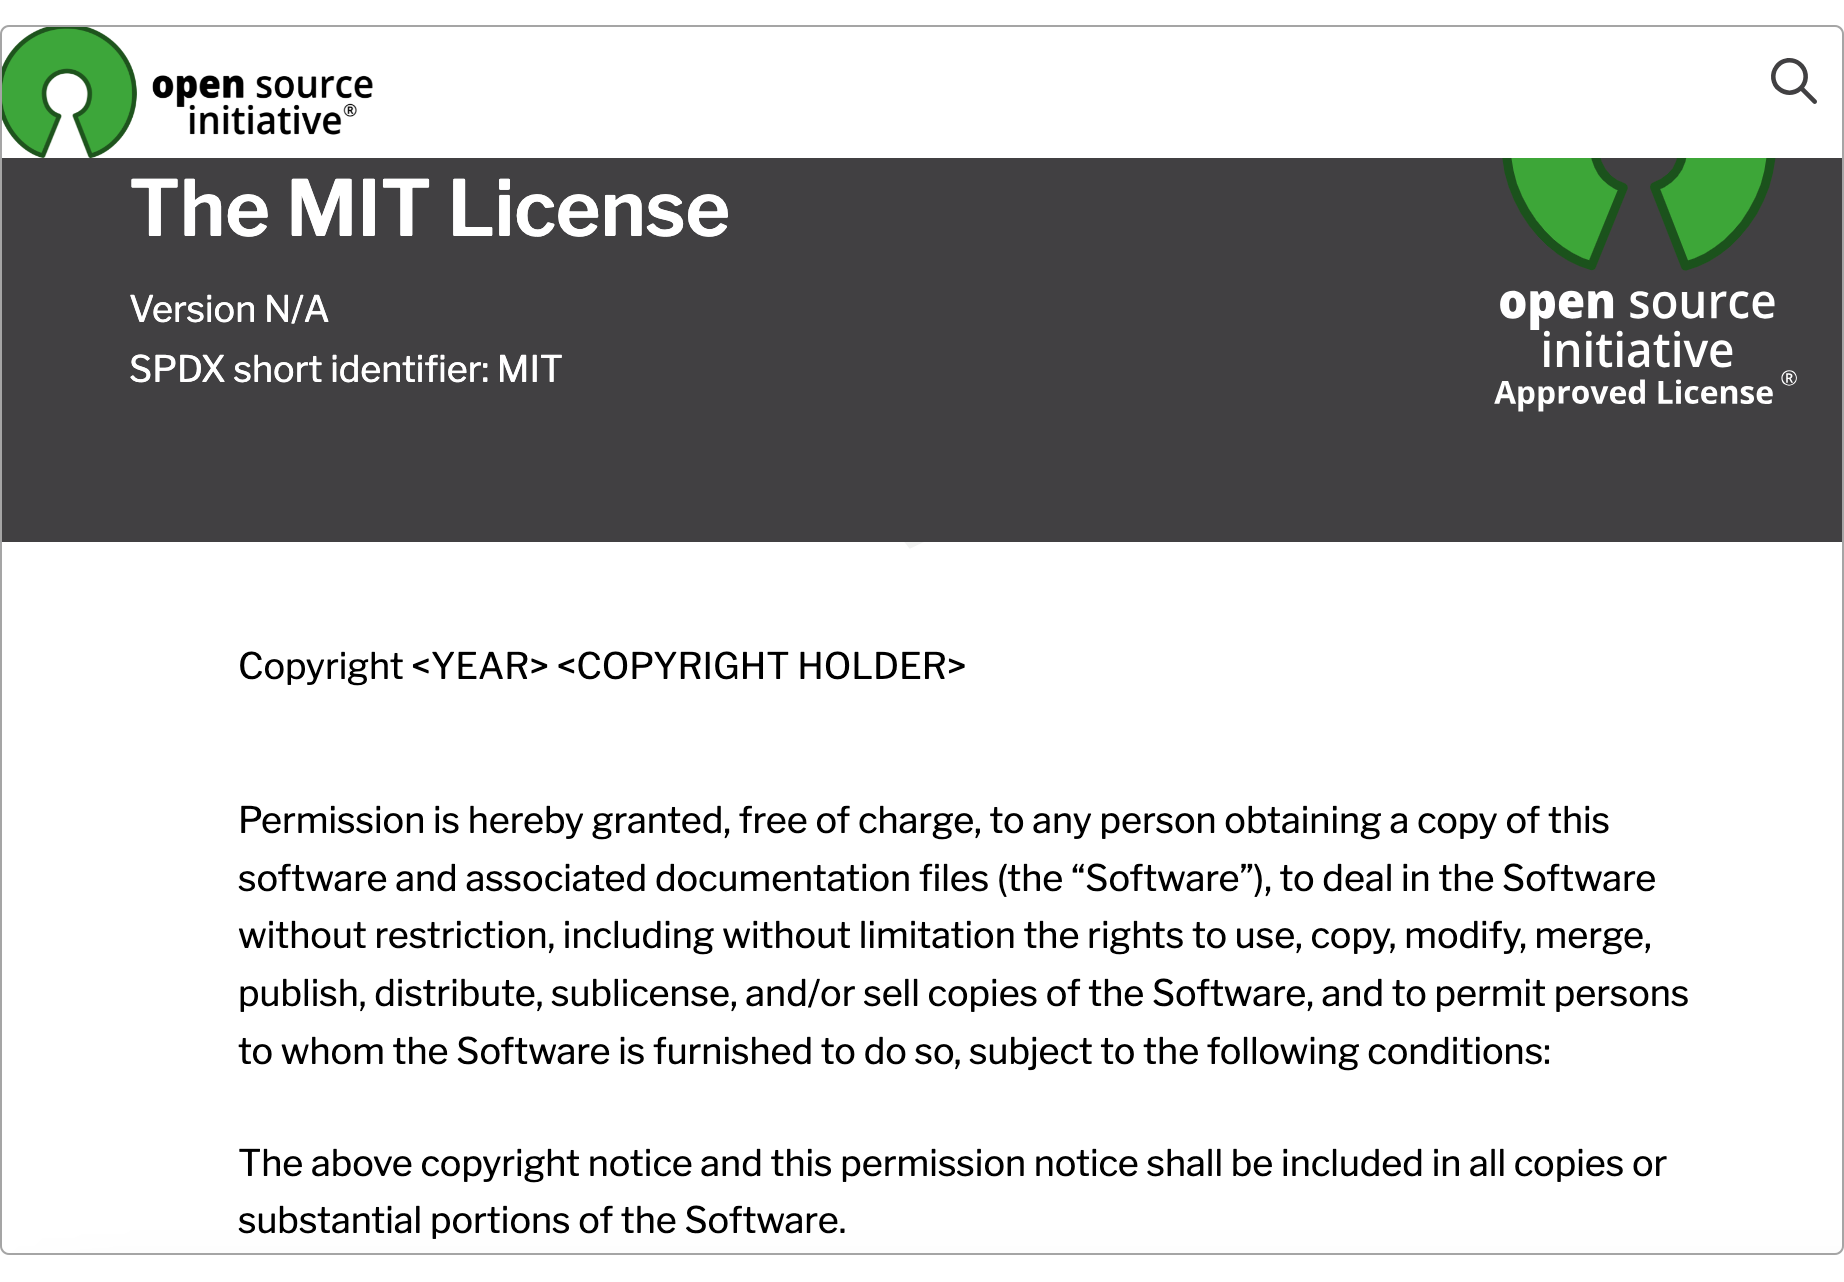 open source
initiative®
The MIT License
Version N/A
SPDX short identifier: MIT
open source
initiative
Approved License ®
Copyright <YEAR> <COPYRIGHT HOLDER>
Permission is hereby granted, free of charge, to any person obtaining a copy of this
software and associated documentation files (the “Software”), to deal in the Software
without restriction, including without limitation the rights to use, copy, modify, merge,
publish, distribute, sublicense, and/or sell copies of the Software, and to permit persons
to whom the Software is furnished to do so, subject to the following conditions:
The above copyright notice and this permission notice shall be included in all copies or
substantial portions of the Software.